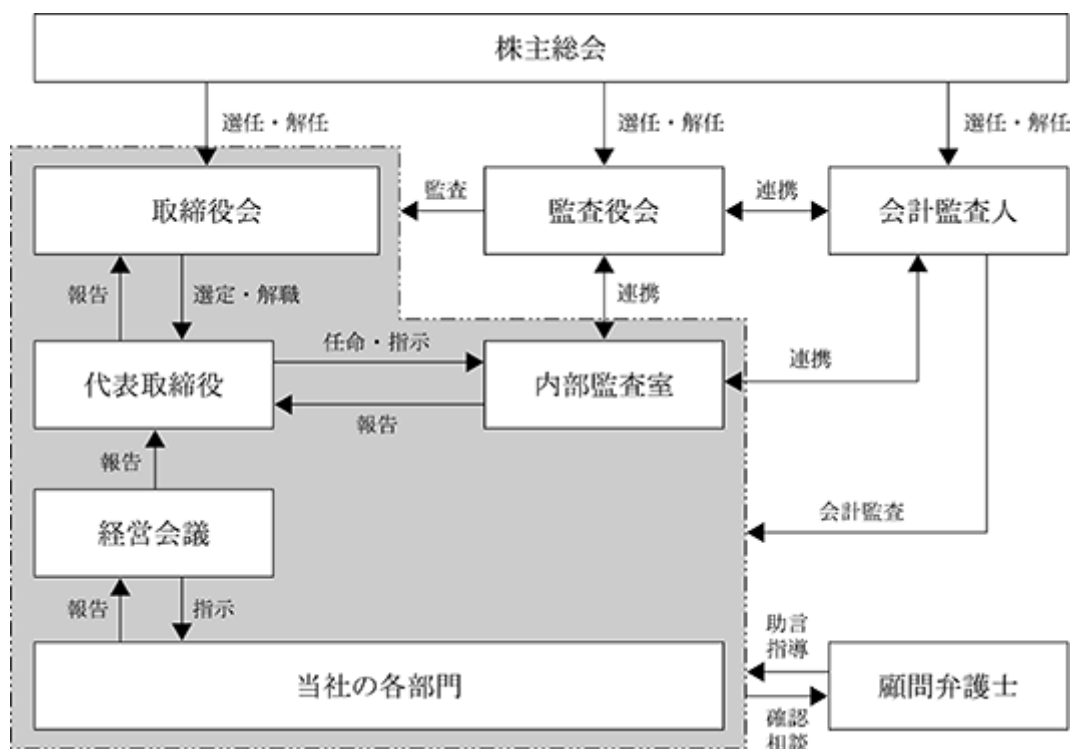 株主総会
選任・解任
選任・解任
選任・解任
取締役会
監査
監査役会
連携
会計監査人
報告
選定・解職
連携
代表取締役
任命・指示
報告
内部監査室
連携
報告
経営会議
会計監査
報告
指示
助言
指導
当社の各部門
顧問弁護士
確認
相談